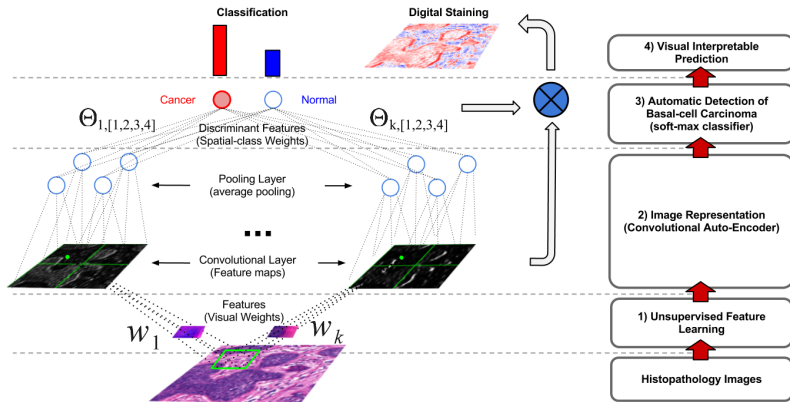 Classification
Digital Staining
Cancer
Normal
Θ1,[1,2,3,4]
Θk,[1,2,3,4]
Discriminant Features
(Spatial-class Weights)
Pooling Layer
(average pooling)
...
Convolutional Layer
(Feature maps)
Features
(Visual Weights)
w1
wk
4) Visual Interpretable
Prediction
3) Automatic Detection of
Basal-cell Carcinoma
(soft-max classifier)
2) Image Representation
(Convolutional Auto-Encoder)
1) Unsupervised Feature
Learning
Histopathology Images